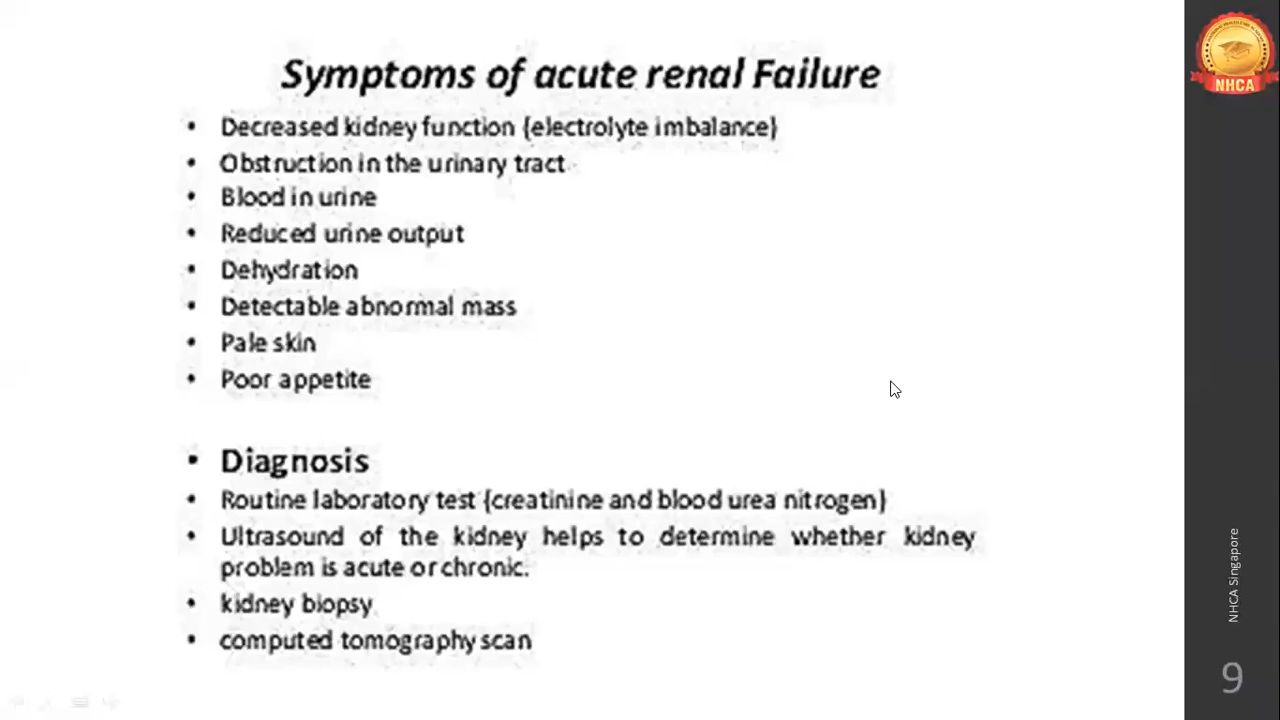 Symptoms of acute renal Failure
• Decreased kidney function (electrolyte imbalance)
• Obstruction in the urinary tract
• Blood in urine
• Reduced urine output
• Dehydration
• Detectable abnormal mass
• Pale skin
• Poor appetite
• Diagnosis
• Routine laboratory test (creatinine and blood urea nitrogen)
• Ultrasound of the kidney helps to determine whether kidney
problem is acute or chronic.
• kidney biopsy
• computed tomography scan
NHCA
NHCA Singapore
9